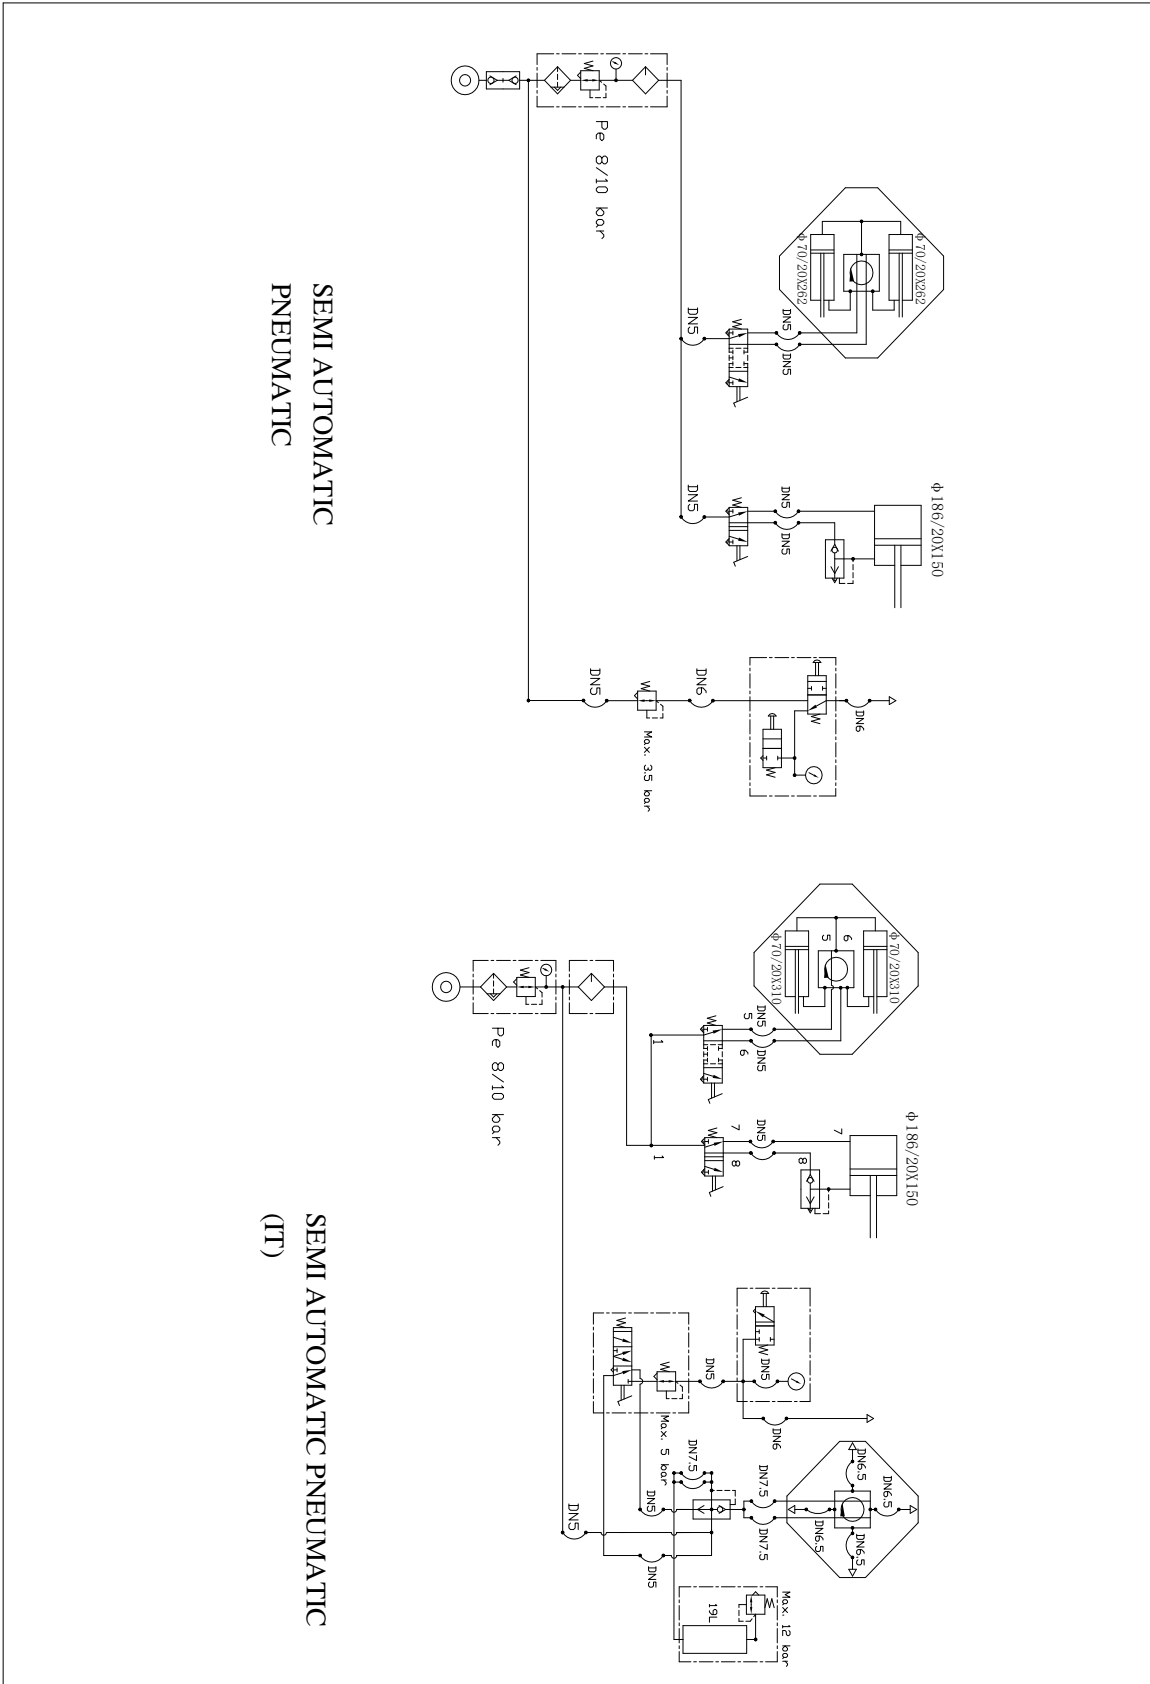 Pe 8/10 bar
φ70/20X262
φ70/20X262
DN5
DN5
DN5
φ186/20X150
DN5
DN5
DN5
DN5
DN6
DN6
Max. 3.5 bar
SEMI AUTOMATIC
PNEUMATIC
φ70/20X310
φ70/20X310
6
5
DN5
5
DN5
6
1
Pe 8/10 bar
φ186/20X150
7
8
DN5
7
8
1
DN5
DN5
DN6
Max. 5 bar
DN7.5
DN5
DN7.5
DN7.5
DN5
DN5
DN6.5
DN6.5
DN6.5
DN6.5
Max. 12 bar
19L
SEMI AUTOMATIC PNEUMATIC
(IT)